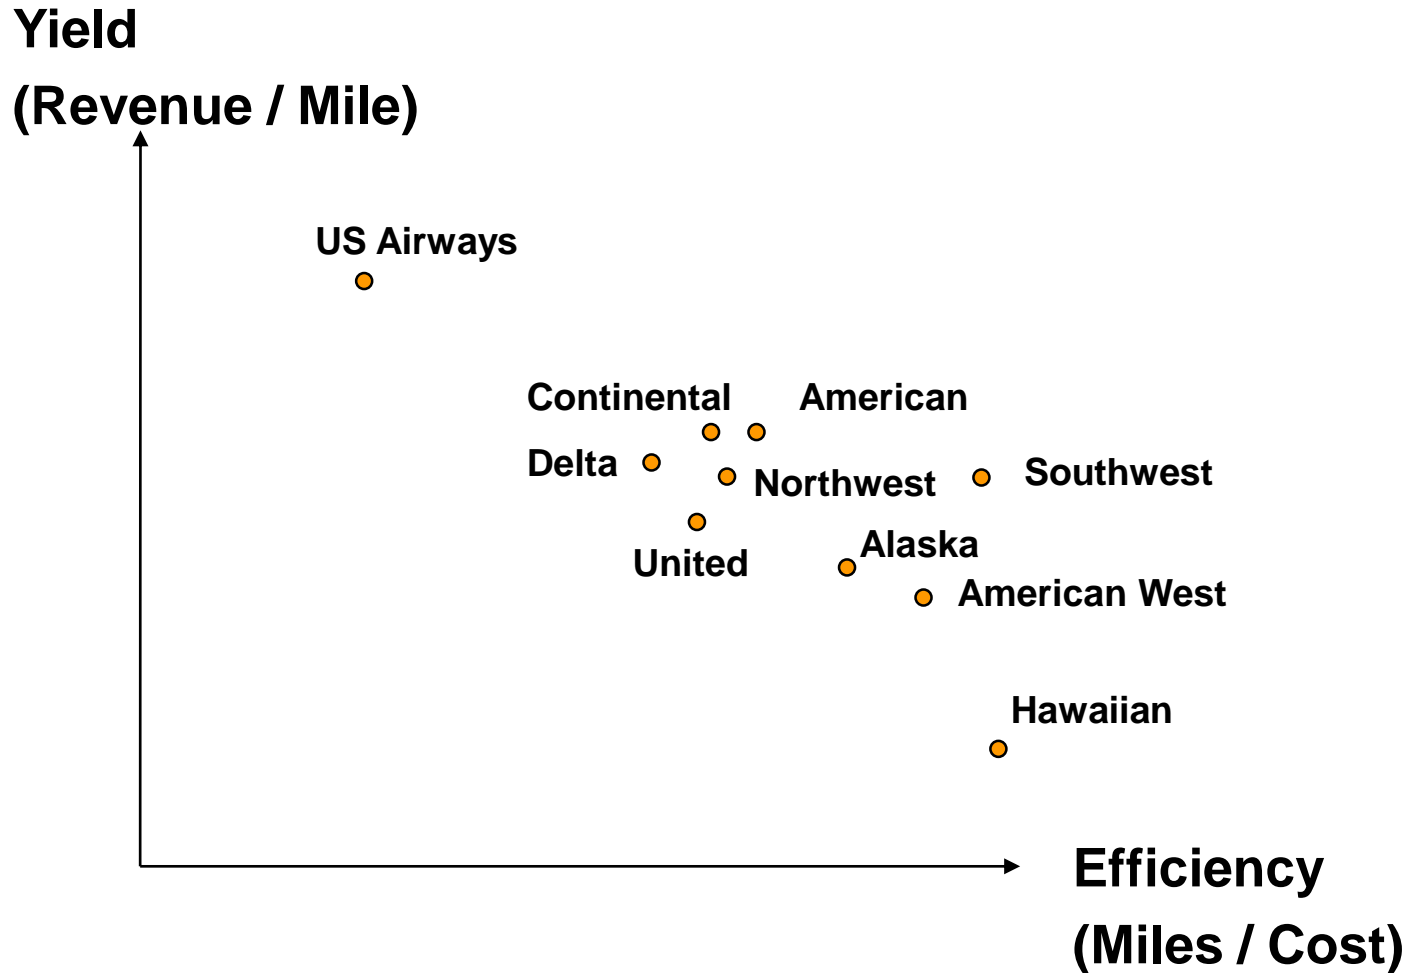 Yield
(Revenue / Mile)
US Airways
Continental
American
Delta
Northwest
Southwest
United
Alaska
American West
Hawaiian
Efficiency
(Miles / Cost)